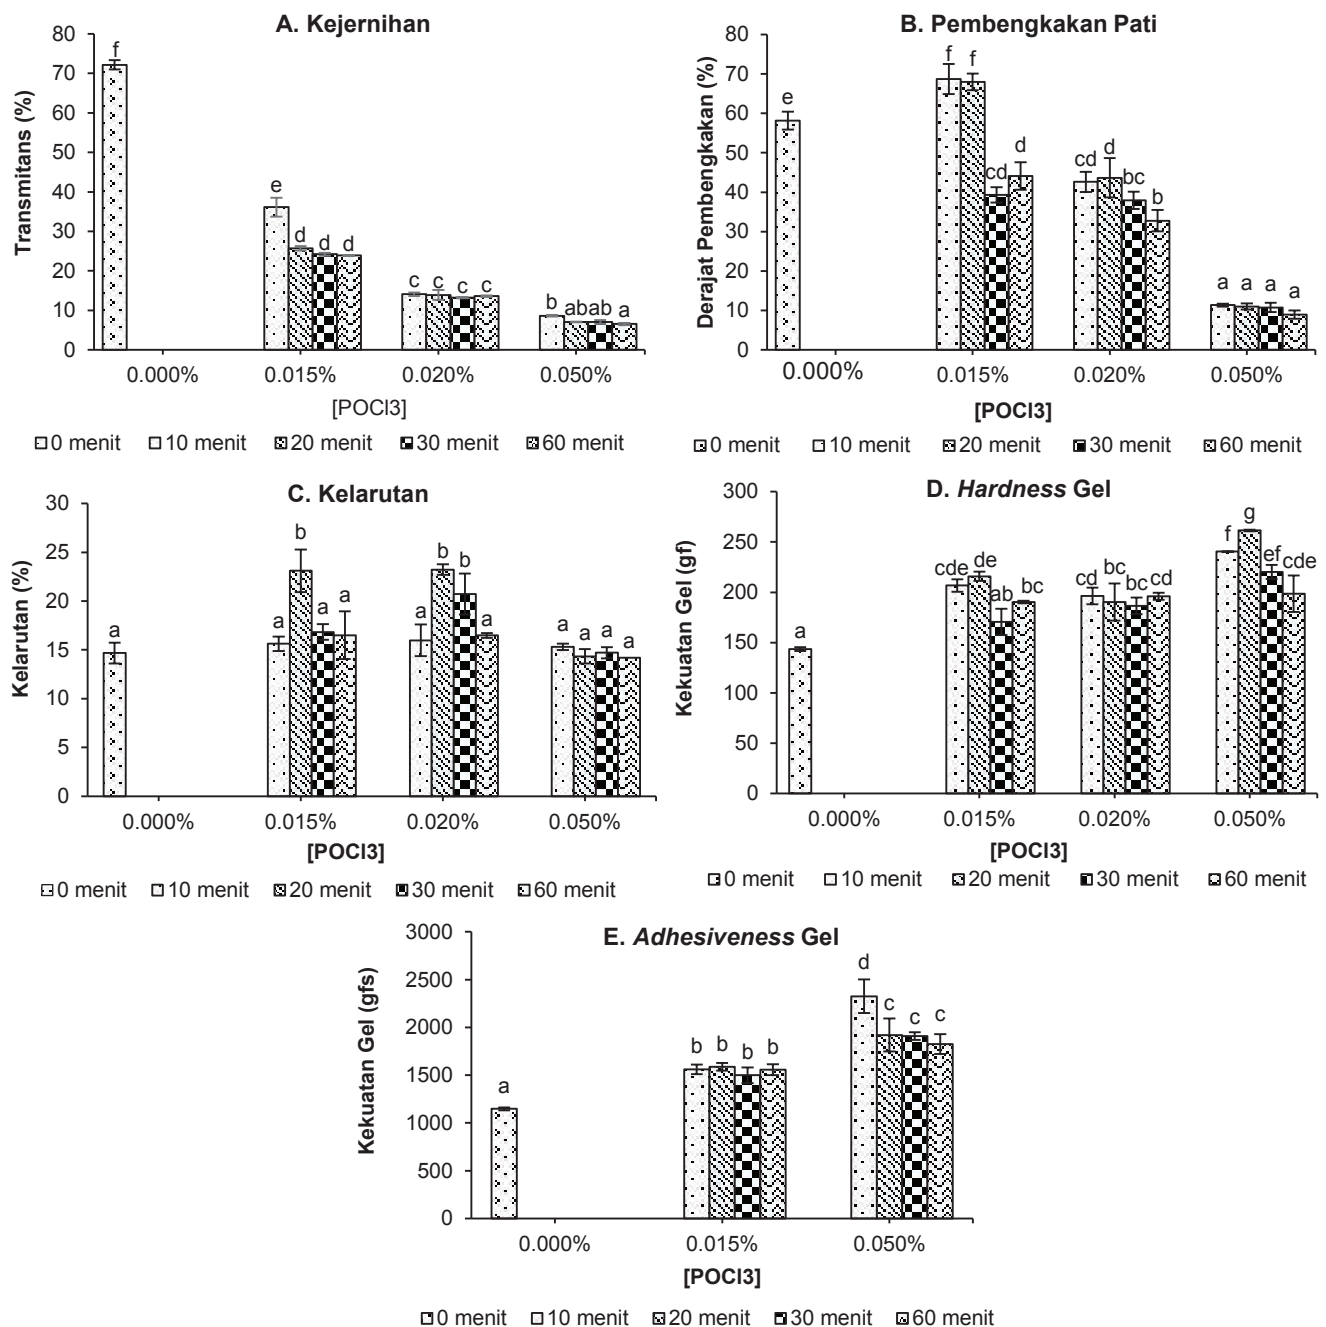 A. Kejernihan
Transmitans (%)
80
70
60
50
40
30
20
10
0
f
e
d d d
c c c c
b ab ab a
0.000% 0.015% 0.020% 0.050%
[POCl3]
0 menit 10 menit 20 menit 30 menit 60 menit
B. Pembengkakan Pati
Derajat Pembengkakan (%)
80
70
60
50
40
30
20
10
0
e
f f cd d
cd d bc b
a a a a
0.000% 0.015% 0.020% 0.050%
[POCl3]
0 menit 10 menit 20 menit 30 menit 60 menit
C. Kelarutan
Kelarutan (%)
30
25
20
15
10
5
0
a
a b a a
a b b a
a a a a
0.000% 0.015% 0.020% 0.050%
[POCl3]
0 menit 10 menit 20 menit 30 menit 60 menit
D. Hardness Gel
Kekuatan Gel (gf)
300
250
200
150
100
50
0
a
cde de ab bc
cd bc bc cd
f g ef cde
0.000% 0.015% 0.020% 0.050%
[POCl3]
0 menit 10 menit 20 menit 30 menit 60 menit
E. Adhesiveness Gel
Kekuatan Gel (gfs)
3000
2500
2000
1500
1000
500
0
a
b b b b
d c c c
0.000% 0.015% 0.050%
[POCl3]
0 menit 10 menit 20 menit 30 menit 60 menit